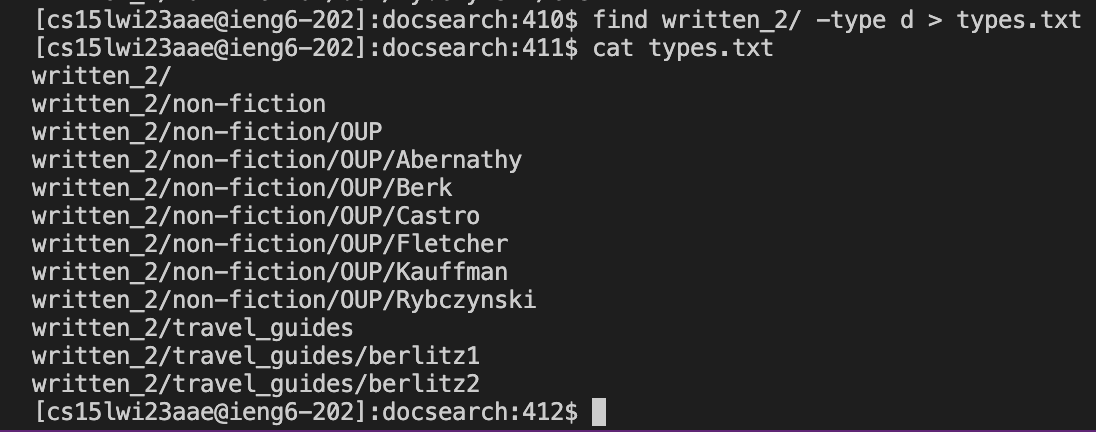 [cs15lwi23aae@ieng6-202]:docsearch:410$ find written_2/ -type d > types.txt
[cs15lwi23aae@ieng6-202]:docsearch:411$ cat types.txt
written_2/
written_2/non-fiction
written_2/non-fiction/OUP
written_2/non-fiction/OUP/Abernathy
written_2/non-fiction/OUP/Berk
written_2/non-fiction/OUP/Castro
written_2/non-fiction/OUP/Fletcher
written_2/non-fiction/OUP/Kauffman
written_2/non-fiction/OUP/Rybczynski
written_2/travel_guides
written_2/travel_guides/berlitz1
written_2/travel_guides/berlitz2
[cs15lwi23aae@ieng6-202]:docsearch:412$